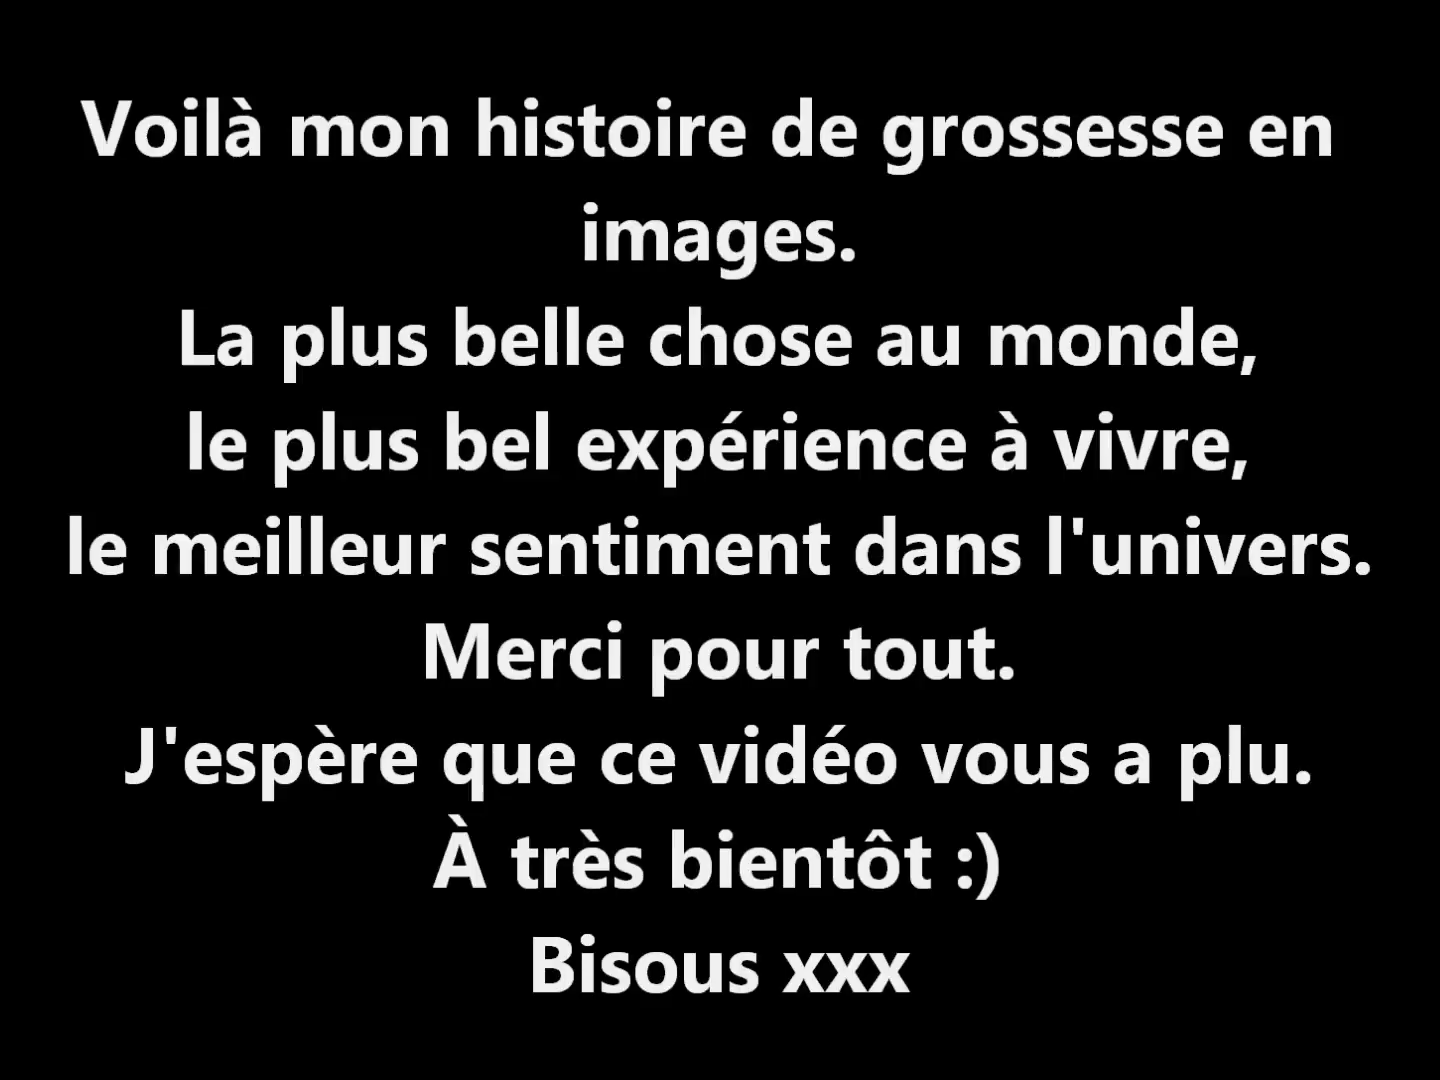 Voilà mon histoire de grossesse en
images.
La plus belle chose au monde,
le plus bel expérience à vivre,
le meilleur sentiment dans l'univers.
Merci pour tout.
J'espère que ce vidéo vous a plu.
À très bientôt :)
Bisous xxx